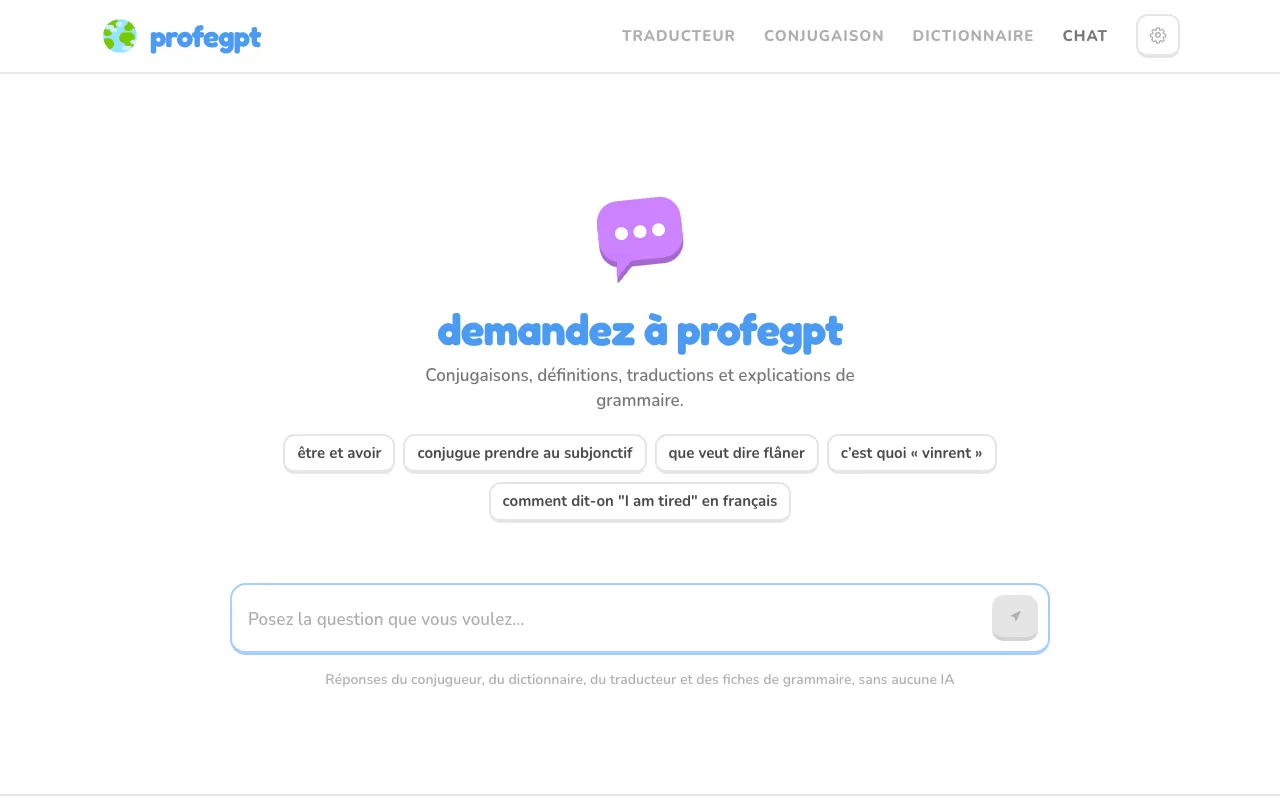 profegpt
TRADUCTEUR
CONJUGAISON
DICTIONNAIRE
CHAT
demandez à profegpt
Conjugaisons, définitions, traductions et explications de
grammaire.
être et avoir
conjugue prendre au subjonctif
que veut dire flâner
c’est quoi « vinrent »
comment dit-on "I am tired" en français
Posez la question que vous voulez…
Réponses du conjugueur, du dictionnaire, du traducteur et des fiches de grammaire, sans aucune IA